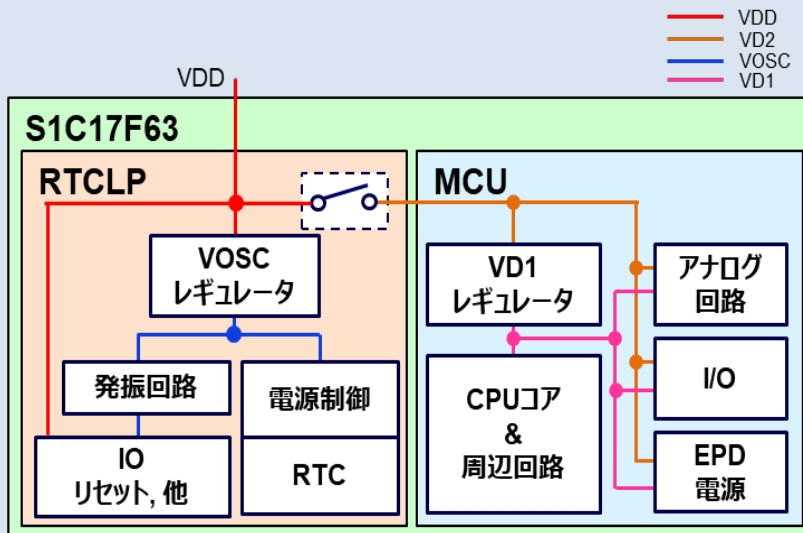 VDD
VD2
VOSC
VD1
VDD
S1C17F63
RTCLP
MCU
VOSC
レギュレータ
VD1
レギュレータ
アナログ
回路
発振回路
電源制御
CPUコア
&
周辺回路
I/O
IO
リセット, 他
RTC
EPD
電源